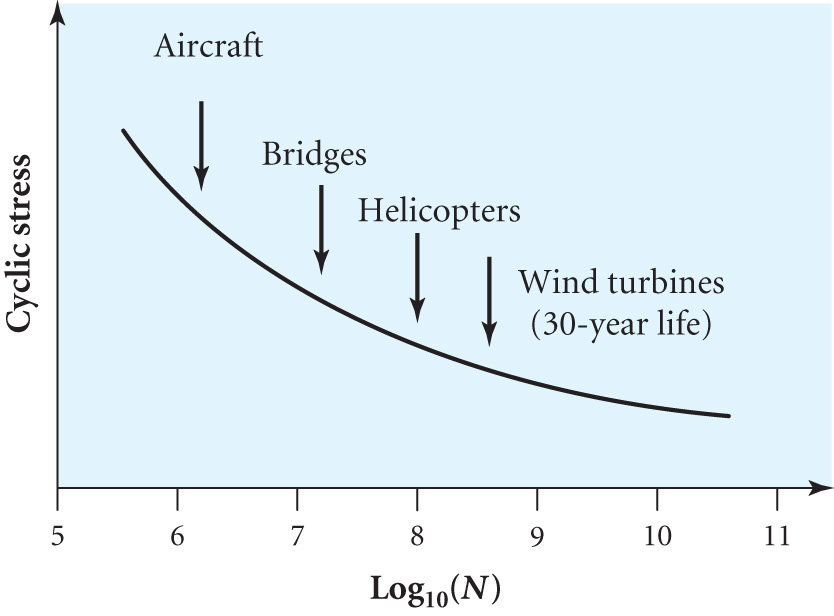 Aircraft
Bridges
Helicopters
Wind turbines
(30-year life)
Cyclic stress
5 6 7 8 9 10 11
Log₁₀(N)